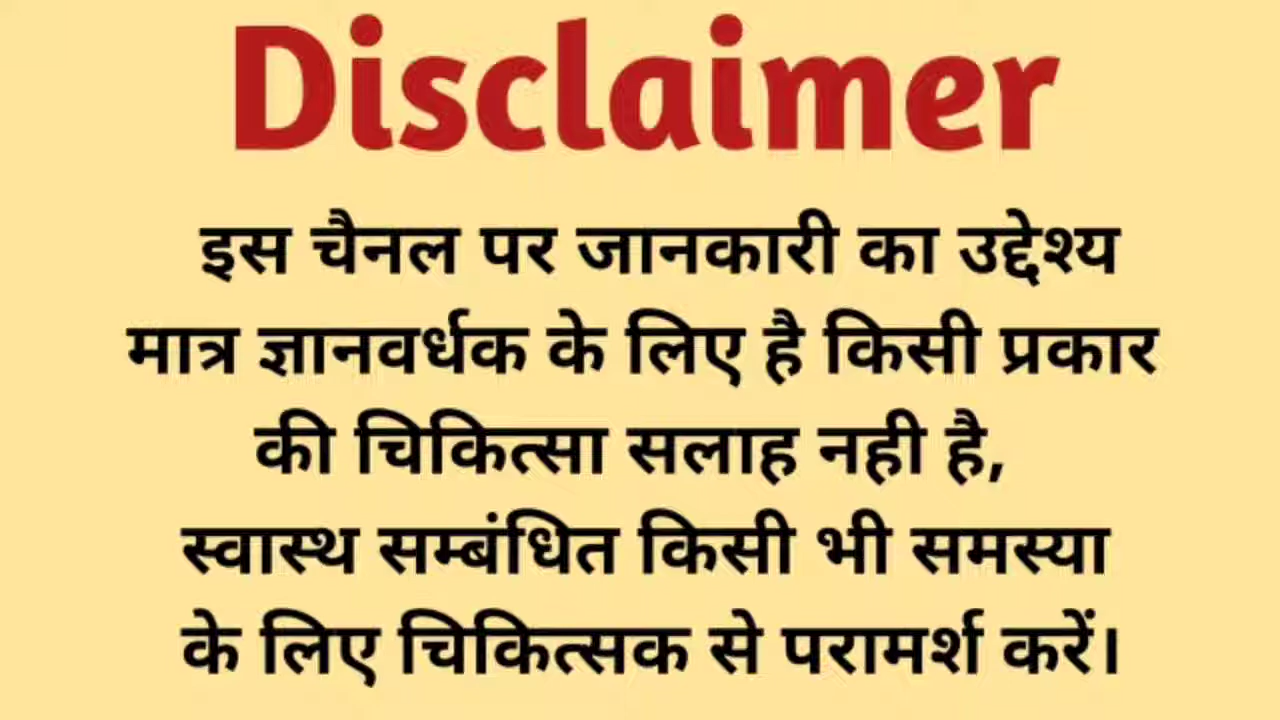 Disclaimer
इस चैनल पर जानकारी का उद्देश्य
मात्र ज्ञानवर्धक के लिए है किसी प्रकार
की चिकित्सा सलाह नही है,
स्वास्थ सम्बंधित किसी भी समस्या
के लिए चिकित्सक से परामर्श करें।